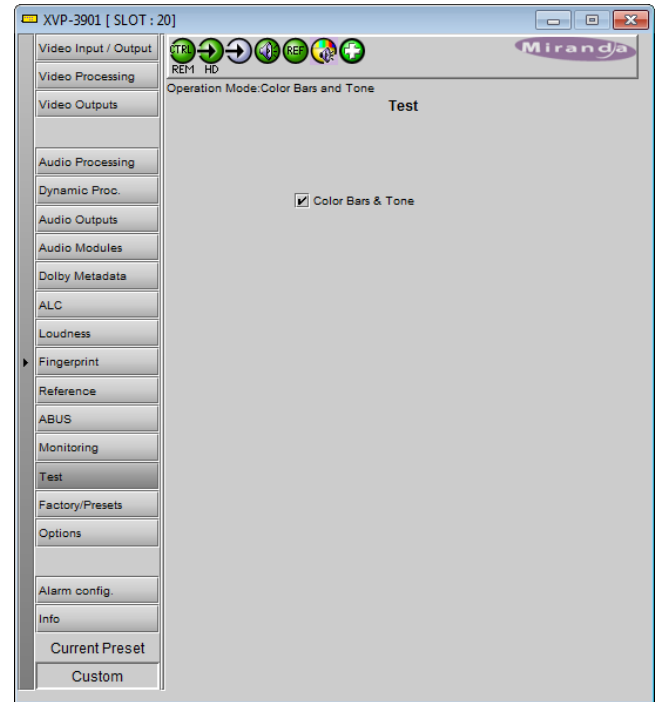 XVP-3901 [ SLOT : 20]
Video Input / Output
Video Processing
Video Outputs
Audio Processing
Dynamic Proc.
Audio Outputs
Audio Modules
Dolby Metadata
ALC
Loudness
Fingerprint
Reference
ABUS
Monitoring
Test
Factory/Presets
Options
Alarm config.
Info
Current Preset
Custom
CTRL
REF
REM HD
Miranda
Operation Mode:Color Bars and Tone
Test
Color Bars & Tone